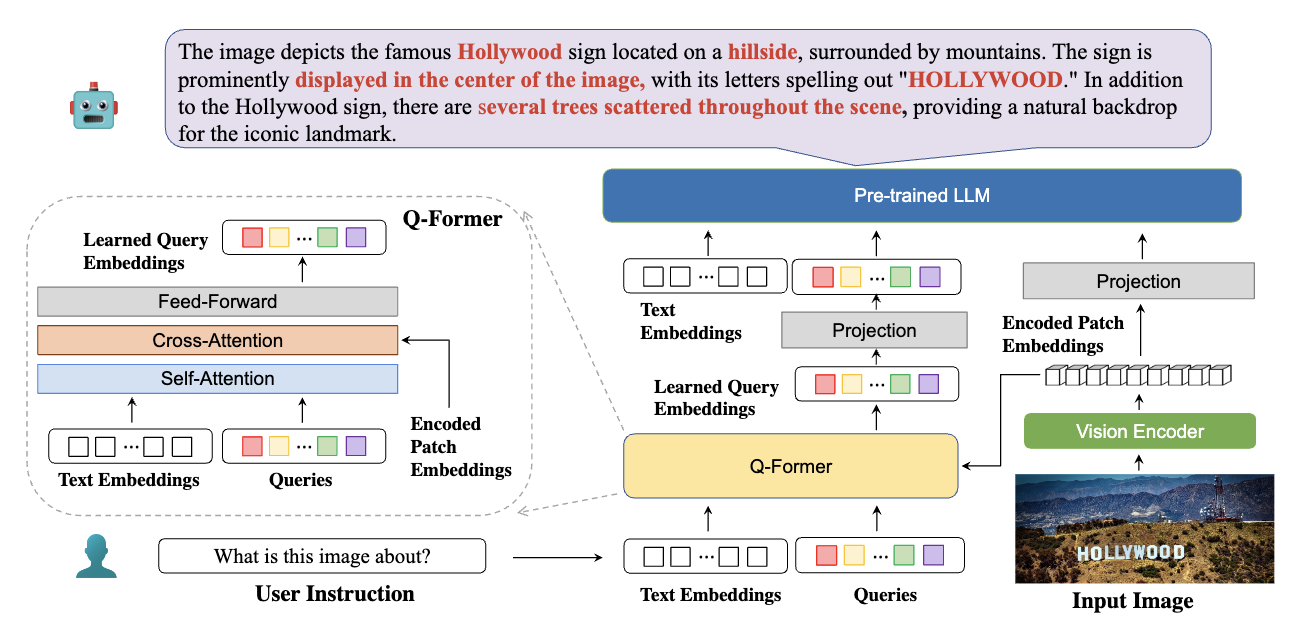 The image depicts the famous Hollywood sign located on a hillside, surrounded by mountains. The sign is
prominently displayed in the center of the image, with its letters spelling out "HOLLYWOOD." In addition
to the Hollywood sign, there are several trees scattered throughout the scene, providing a natural backdrop
for the iconic landmark.
Q-Former
Learned Query
Embeddings
...
Feed-Forward
Cross-Attention
Self-Attention
...
...
Text Embeddings
Queries
Encoded
Patch
Embeddings
Pre-trained LLM
...
...
Text
Embeddings
Projection
Projection
Encoded Patch
Embeddings
Learned Query
Embeddings
...
Vision Encoder
Q-Former
HOLLYWOOD
What is this image about?
User Instruction
...
...
Text Embeddings
Queries
Input Image